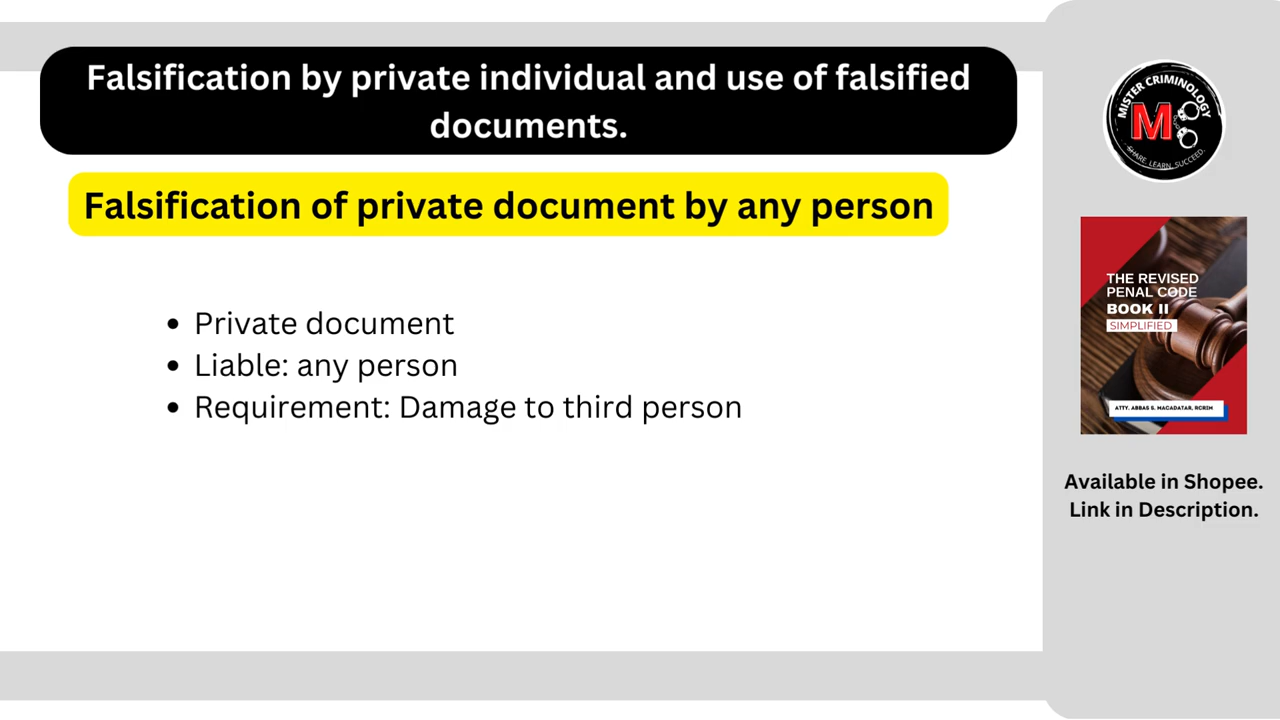 Falsification by private individual and use of falsified
documents.
Falsification of private document by any person
• Private document
• Liable: any person
• Requirement: Damage to third person
MISTER CRIMINOLOGY
M
SHARE. LEARN. SUCCEED.
THE REVISED
PENAL CODE
BOOK II
SIMPLIFIED
ATTY. ABBAS S. MACADATAR, RCRIM
Available in Shopee.
Link in Description.